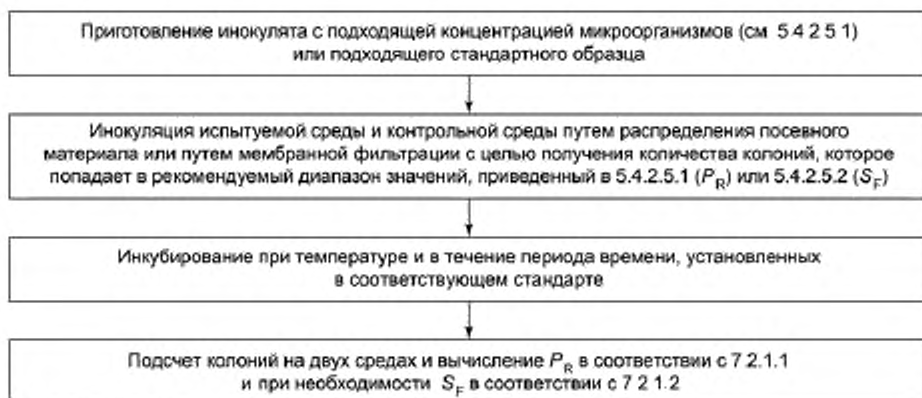 Приготовление инокулята с подходящей концентрацией микроорганизмов (см 5 4 2 5 1)
или подходящего стандартного образца
Инокуляция испытуемой среды и контрольной среды путем распределения посевного
материала или путем мембранной фильтрации с целью получения количества колоний, которое
попадает в рекомендуемый диапазон значений, приведенный в 5.4.2.5.1 (P_R) или 5.4.2.5.2 (S_F)
Инкубирование при температуре и в течение периода времени, установленных
в соответствующем стандарте
Подсчет колоний на двух средах и вычисление P_R в соответствии с 7 2.1.1
и при необходимости S_F в соответствии с 7 2 1.2